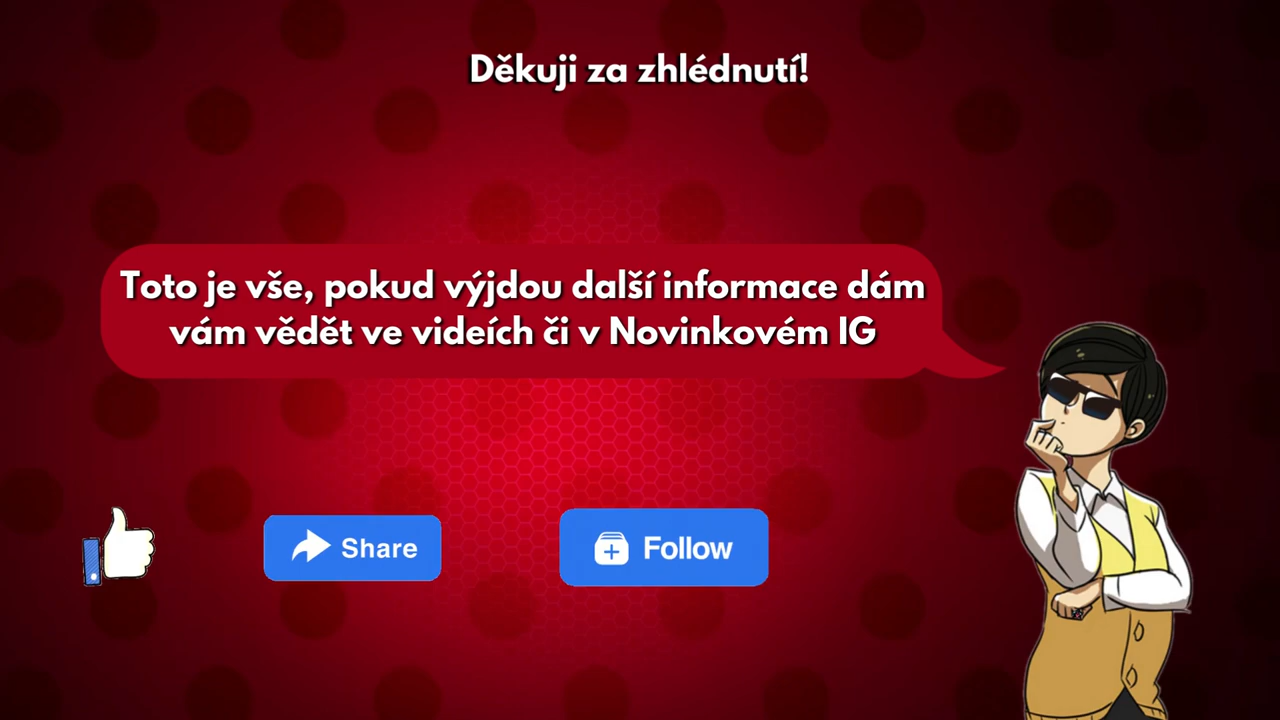 Děkuji za zhlédnutí!
Toto je vše, pokud výjdou další informace dám
vám vědět ve videích či v Novinkovém IG
Share
Follow